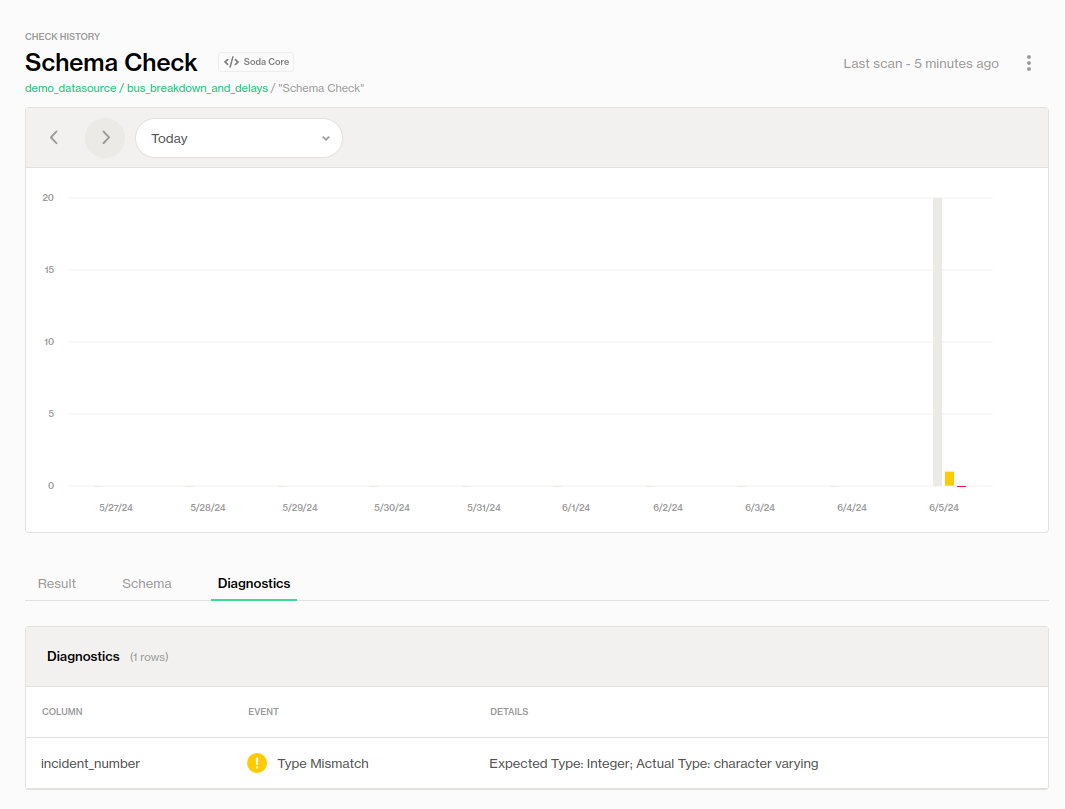 CHECK HISTORY
Schema Check
</> Soda Core
Last scan - 5 minutes ago
demo_datasource / bus_breakdown_and_delays / "Schema Check"
Today
20
15
10
5
0
5/27/24 5/28/24 5/29/24 5/30/24 5/31/24 6/1/24 6/2/24 6/3/24 6/4/24 6/5/24
Result Schema Diagnostics
Diagnostics (1 rows)
COLUMN EVENT DETAILS
incident_number ! Type Mismatch Expected Type: Integer; Actual Type: character varying